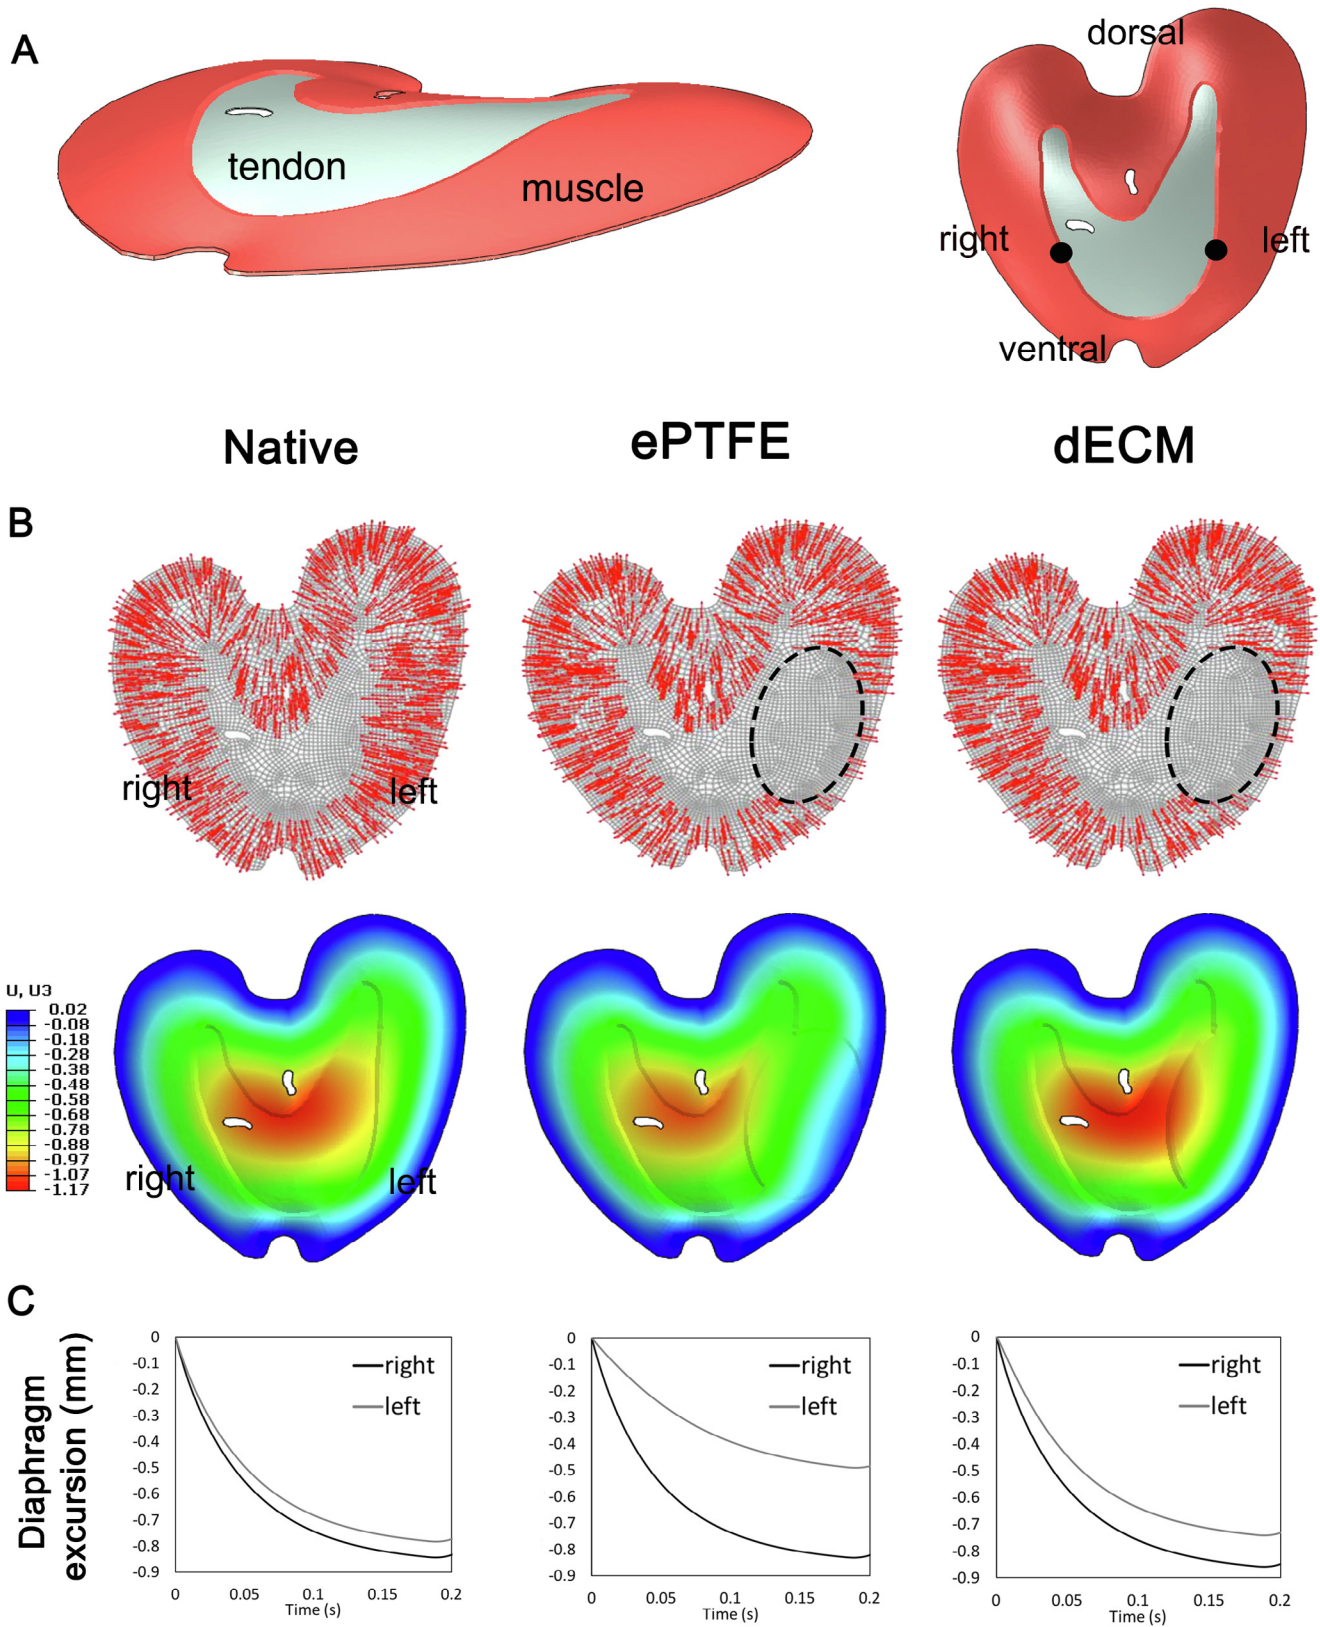 A
dorsal
tendon
muscle
right
left
ventral
Native
ePTFE
dECM
B
right
left
U, U3
0.02
-0.08
-0.18
-0.28
-0.38
-0.48
-0.58
-0.68
-0.78
-0.88
-0.97
-1.07
-1.17
right
left
C
Diaphragm
excursion (mm)
0
-0.1
-0.2
-0.3
-0.4
-0.5
-0.6
-0.7
-0.8
-0.9
right
left
0 0.05 0.1 0.15 0.2
Time (s)
0
-0.1
-0.2
-0.3
-0.4
-0.5
-0.6
-0.7
-0.8
-0.9
right
left
0 0.05 0.1 0.15 0.2
Time (s)
0
-0.1
-0.2
-0.3
-0.4
-0.5
-0.6
-0.7
-0.8
-0.9
right
left
0 0.05 0.1 0.15 0.2
Time (s)